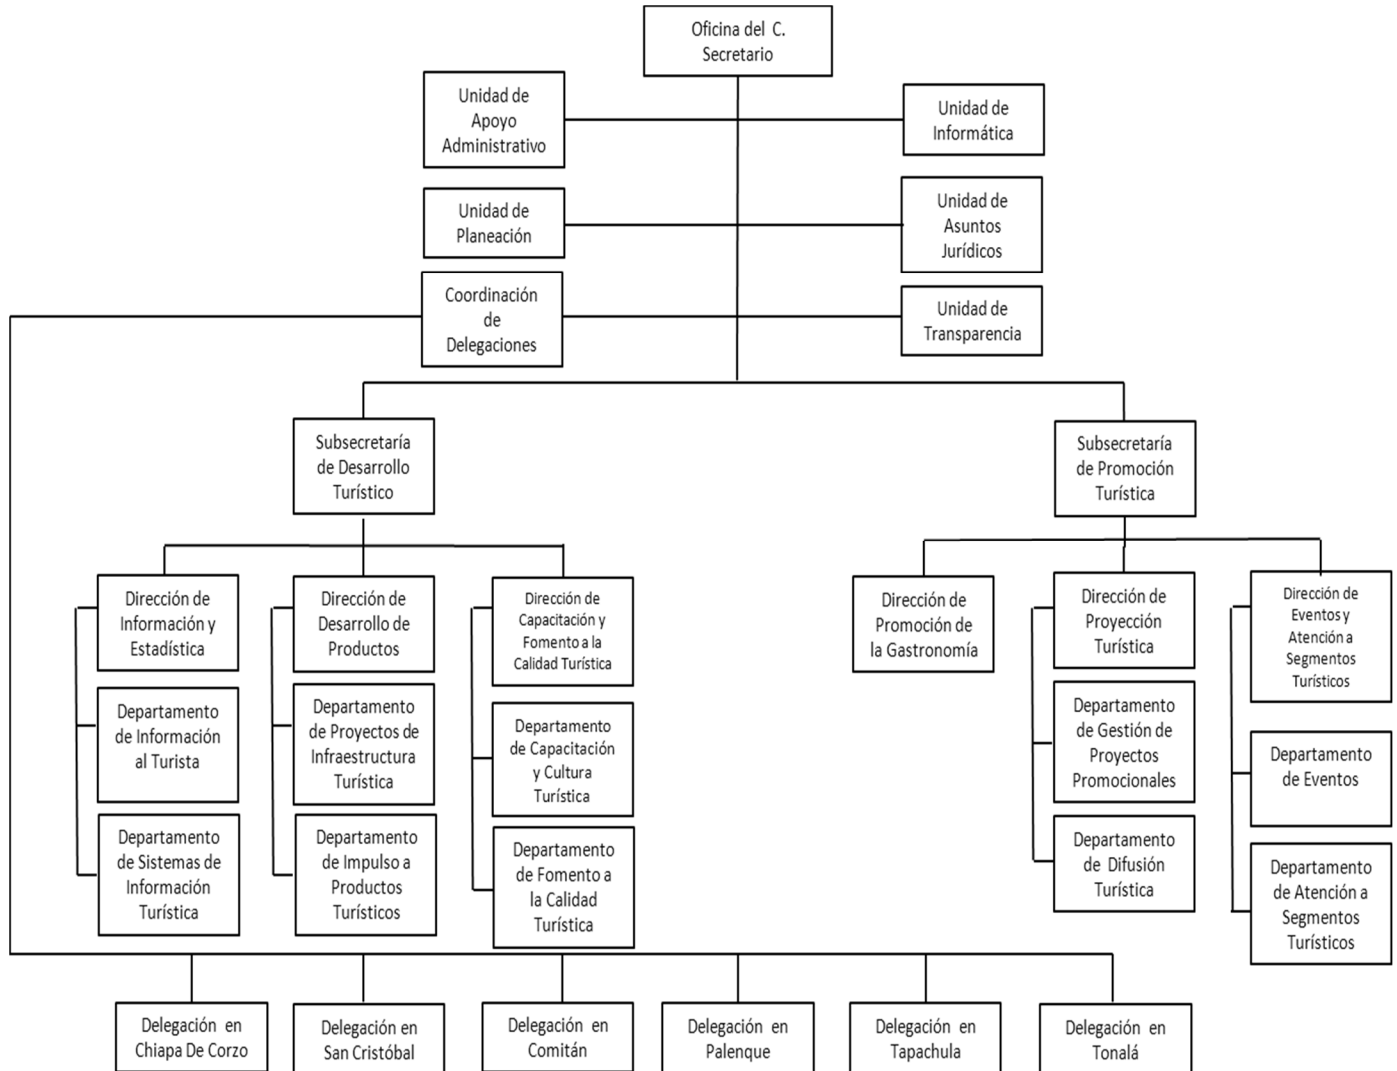 Oficina del C.
Secretario
Unidad de
Apoyo
Administrativo
Unidad de
Informática
Unidad de
Planeación
Unidad de
Asuntos
Jurídicos
Coordinación
de
Delegaciones
Unidad de
Transparencia
Subsecretaría
de Desarrollo
Turístico
Subsecretaría
de Promoción
Turística
Dirección de
Información y
Estadística
Dirección de
Desarrollo de
Productos
Dirección de
Capacitación y
Fomento a la
Calidad Turística
Dirección de
Promoción de
la Gastronomía
Dirección de
Proyección
Turística
Dirección de
Eventos y
Atención a
Segmentos
Turísticos
Departamento
de Información
al Turista
Departamento
de Proyectos de
Infraestructura
Turística
Departamento
de Capacitación
y Cultura
Turística
Departamento
de Gestión de
Proyectos
Promocionales
Departamento
de Eventos
Departamento
de Sistemas de
Información
Turística
Departamento
de Impulso a
Productos
Turísticos
Departamento
de Fomento a
la Calidad
Turística
Departamento
de Difusión
Turística
Departamento
de Atención a
Segmentos
Turísticos
Delegación en
Chiapa De Corzo
Delegación en
San Cristóbal
Delegación en
Comitán
Delegación en
Palenque
Delegación en
Tapachula
Delegación en
Tonalá